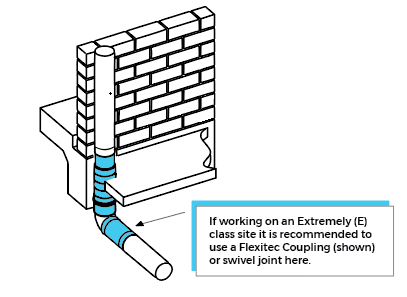 If working on an Extremely (E)
class site it is recommended to
use a Flexitec Coupling (shown)
or swivel joint here.